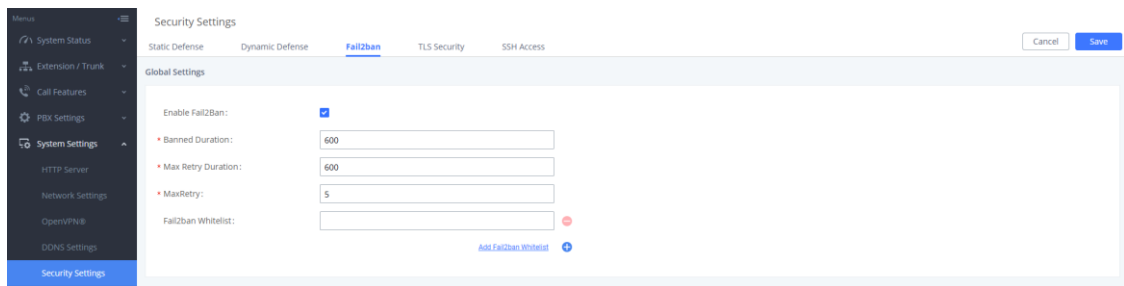 Menus
System Status
Extension / Trunk
Call Features
PBX Settings
System Settings
HTTP Server
Network Settings
OpenVPN®
DDNS Settings
Security Settings
Security Settings
Static Defense
Dynamic Defense
Fail2ban
TLS Security
SSH Access
Cancel
Save
Global Settings
Enable Fail2Ban:
* Banned Duration: 600
* Max Retry Duration: 600
* MaxRetry: 5
Fail2ban Whitelist:
Add Fail2ban Whitelist